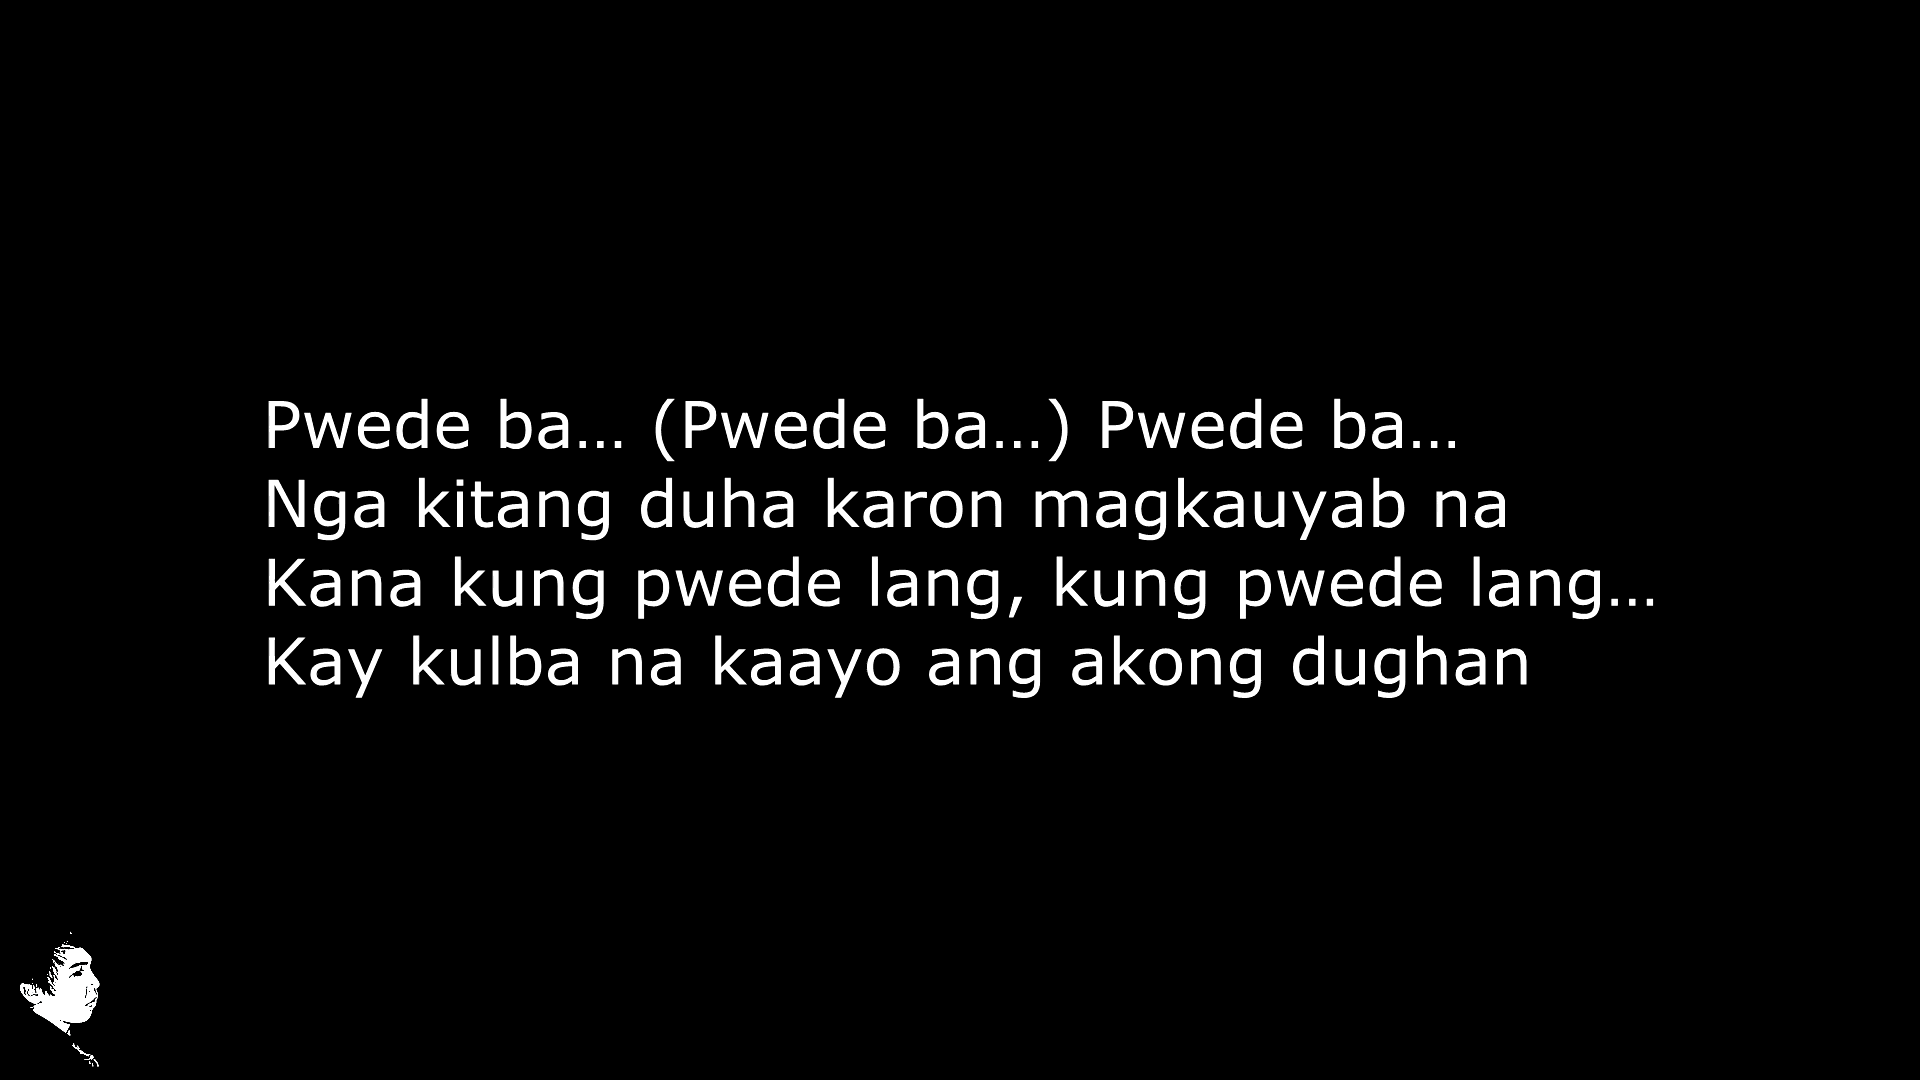 Pwede ba… (Pwede ba…) Pwede ba…
Nga kitang duha karon magkauyab na
Kana kung pwede lang, kung pwede lang…
Kay kulba na kaayo ang akong dughan